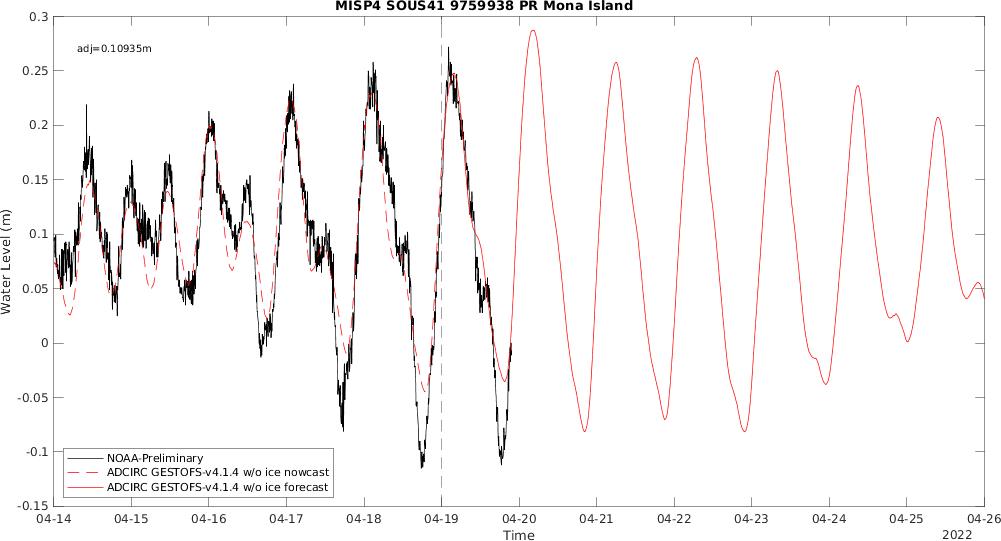 MISP4 SOUS41 9759938 PR Mona Island
adj=0.10935m
0.3
0.25
0.2
0.15
0.1
0.05
0
-0.05
-0.1
-0.15
Water Level (m)
NOAA-Preliminary
ADCIRC GESTOFS-v4.1.4 w/o ice nowcast
ADCIRC GESTOFS-v4.1.4 w/o ice forecast
04-14 04-15 04-16 04-17 04-18 04-19 04-20 04-21 04-22 04-23 04-24 04-25 04-26
Time
2022